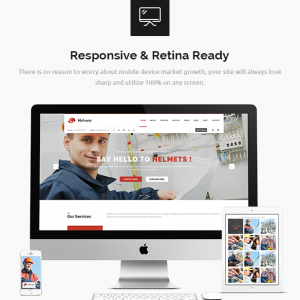 Responsive & Retina Ready
There is no reason to worry about mobile device market growth, your site will always look
sharp and utilize 100% on any screen.
Helmets
HOME
SAY HELLO TO HELMETS !
Our Services